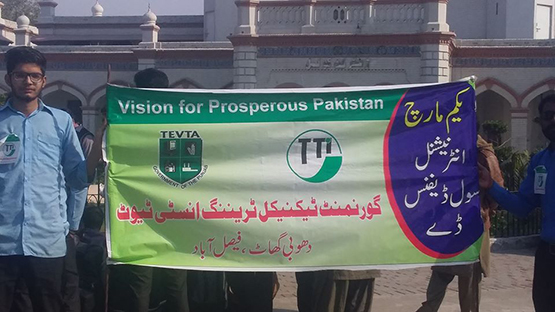 Vision for Prosperous Pakistan
TEVTA
GOVERNMENT OF THE PUNJAB
TTI
گورنمنٹ ٹیکنیکل ٹریننگ انسٹی ٹیوٹ
دھوبی گھاٹ ، فیصل آباد
یکم مارچ
انٹرنیشنل
سول ڈیفنس
ڈے